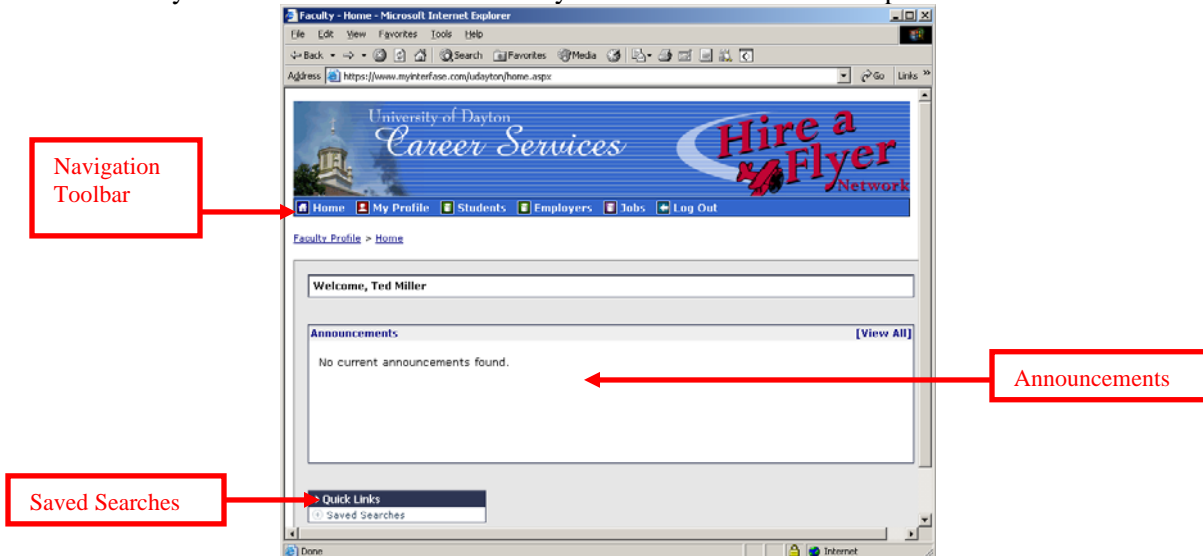 Faculty - Home - Microsoft Internet Explorer
File Edit View Favorites Tools Help
Back Search Favorites Media
Address https://www.myinterfase.com/udayton/home.aspx Go Links »
University of Dayton
Career Services
Hire a
Flyer
Network
Navigation
Toolbar
Home My Profile Students Employers Jobs Log Out
Faculty Profile > Home
Welcome, Ted Miller
Announcements [View All]
No current announcements found.
Announcements
Saved Searches
Quick Links
Saved Searches
Done Internet